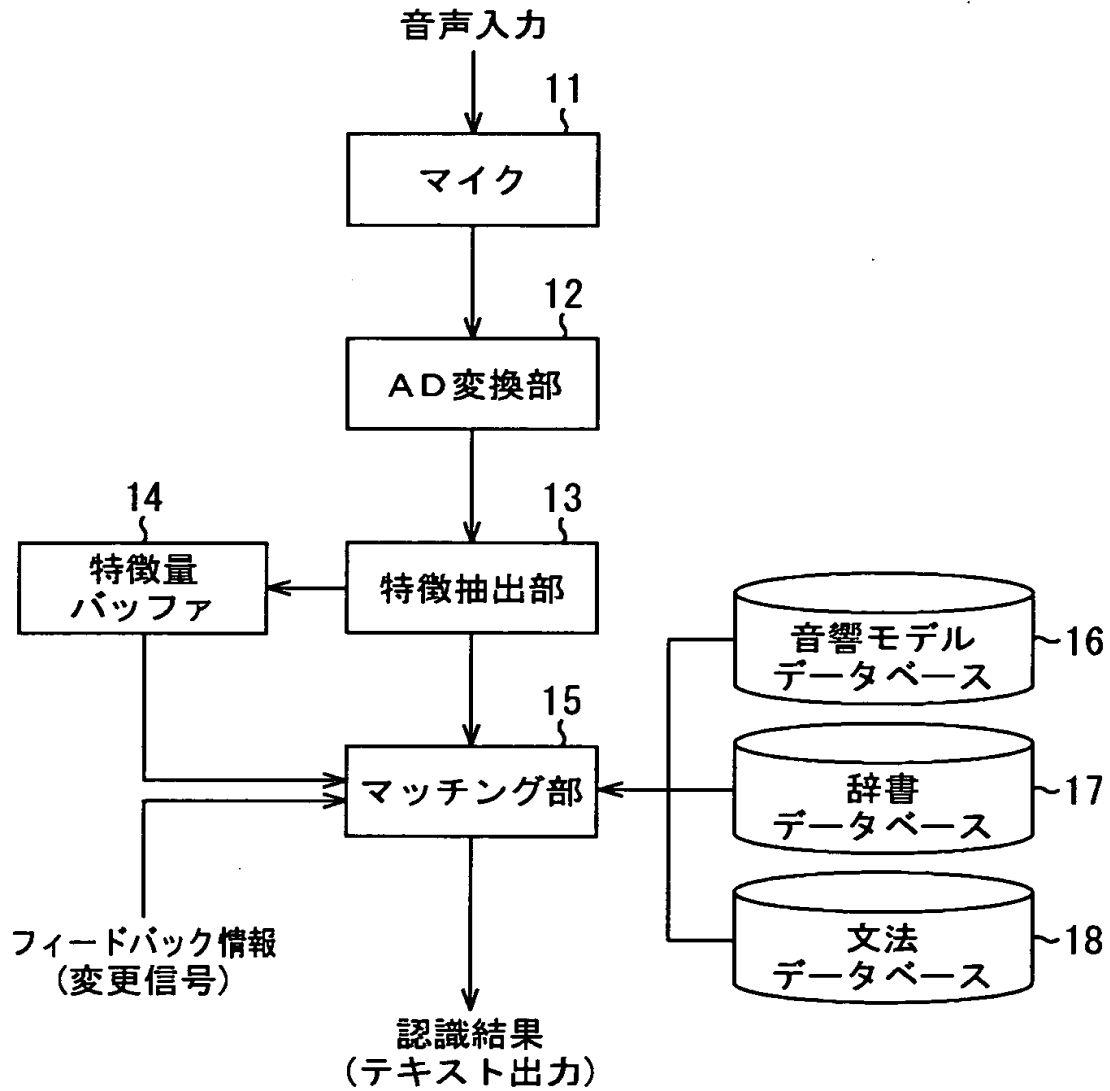 音声入力
11
マイク
12
AD変換部
14
特徴量
バッファ
13
特徴抽出部
音響モデル
データベース
16
15
マッチング部
辞書
データベース
17
文法
データベース
18
フィードバック情報
(変更信号)
認識結果
(テキスト出力)